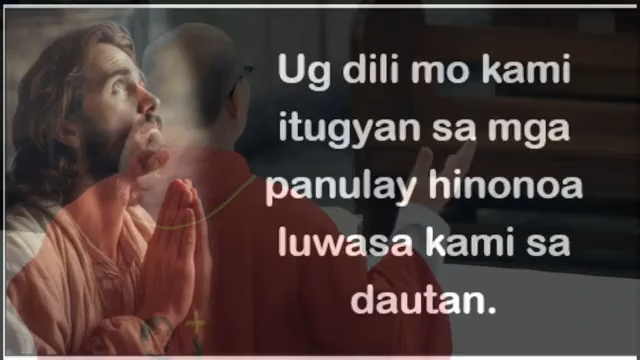 Ug dili mo kami
itugyan sa mga
panulay hinonoa
luwasa kami sa
dautan.